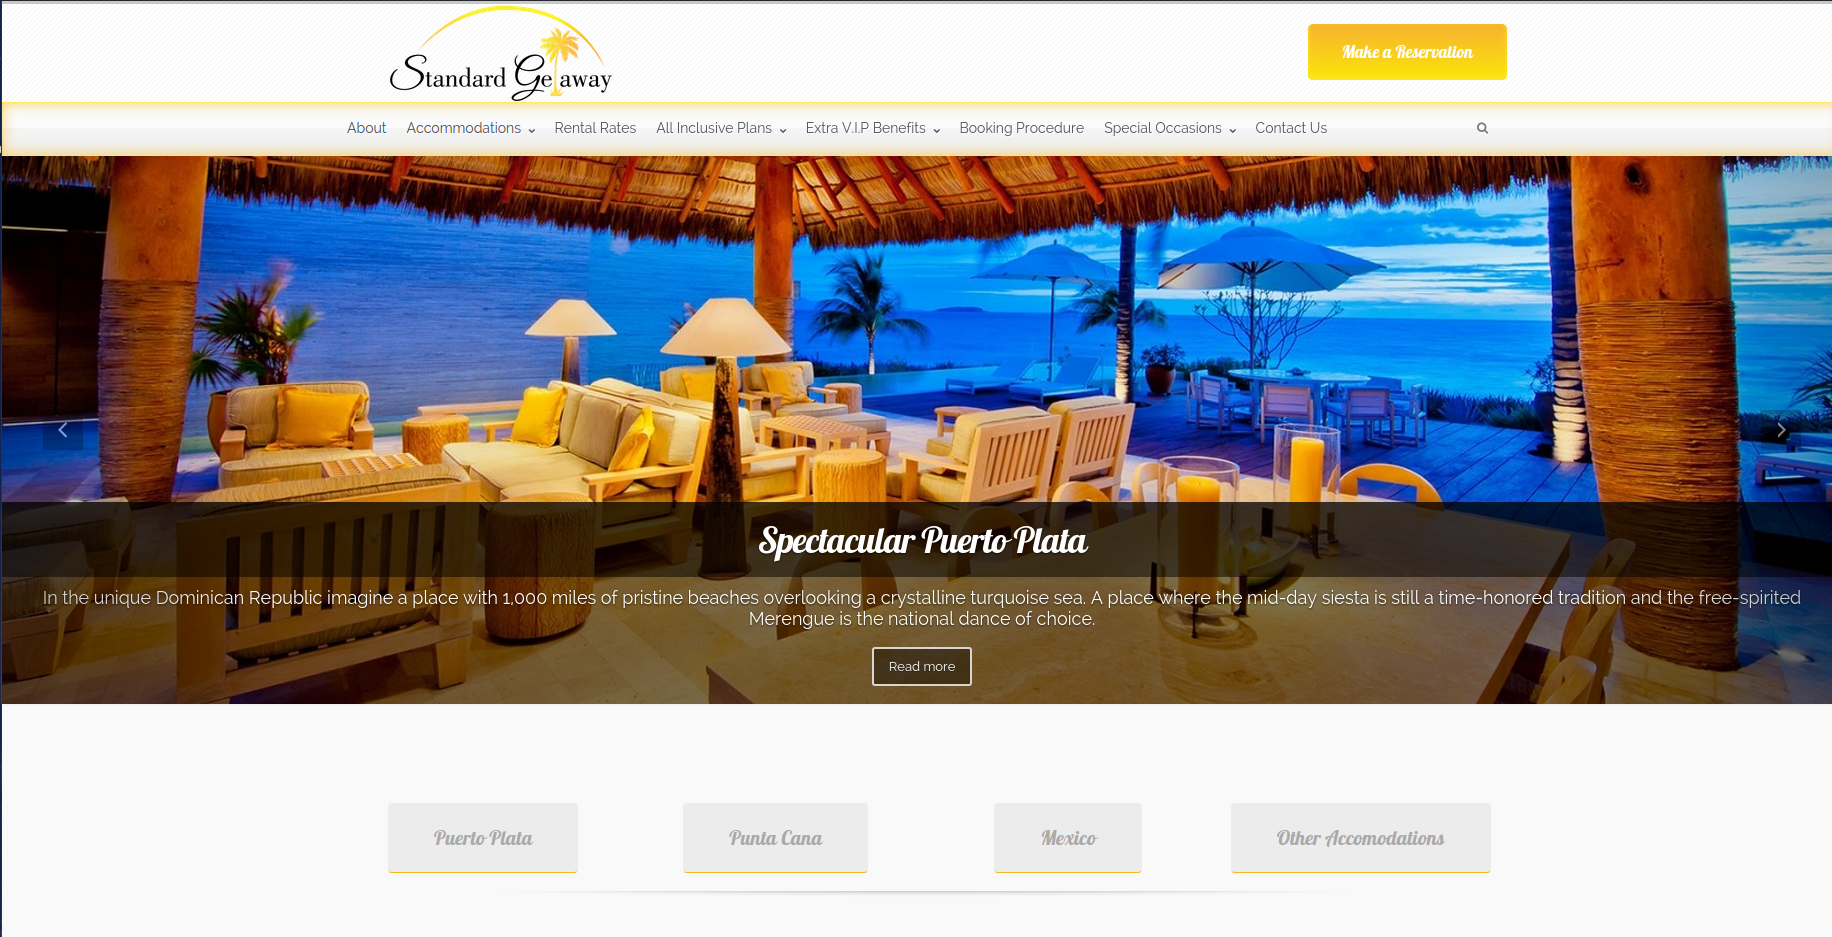 Standard Getaway
Make a Reservation
About Accommodations Rental Rates All Inclusive Plans Extra V.I.P Benefits Booking Procedure Special Occasions Contact Us
Spectacular Puerto Plata
In the unique Dominican Republic imagine a place with 1,000 miles of pristine beaches overlooking a crystalline turquoise sea. A place where the mid-day siesta is still a time-honored tradition and the free-spirited
Merengue is the national dance of choice.
Read more
Puerto Plata Punta Cana Mexico Other Accomodations